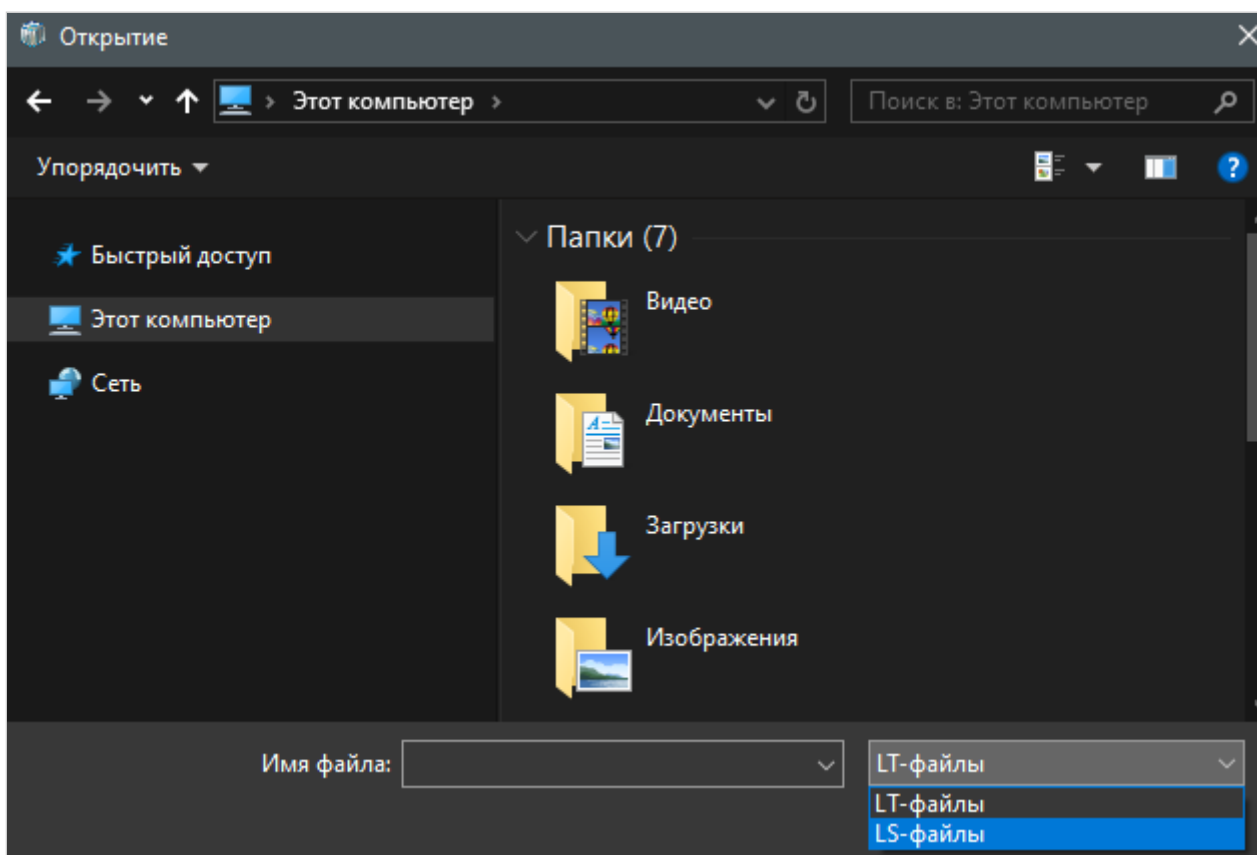 Открытие
Этот компьютер
Поиск в: Этот компьютер
Упорядочить
?
Быстрый доступ
Этот компьютер
Сеть
Папки (7)
Видео
Документы
Загрузки
Изображения
Имя файла:
LT-файлы
LT-файлы
LS-файлы